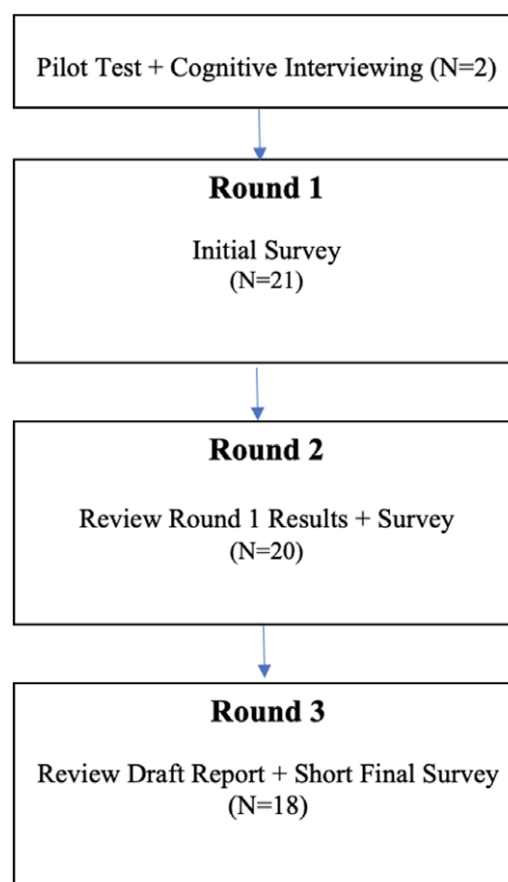 Pilot Test + Cognitive Interviewing (N=2)
Round 1
Initial Survey
(N=21)
Round 2
Review Round 1 Results + Survey
(N=20)
Round 3
Review Draft Report + Short Final Survey
(N=18)